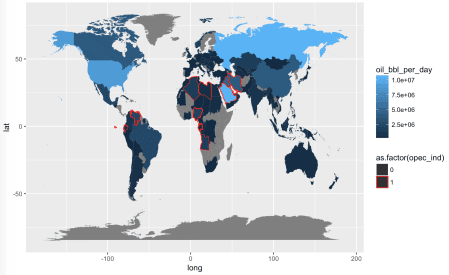 oil_bbl_per_day
1.0e+07
7.5e+06
5.0e+06
2.5e+06
as.factor(opec_ind)
0
1
lat
50
0
-50
-100
0
100
200
long